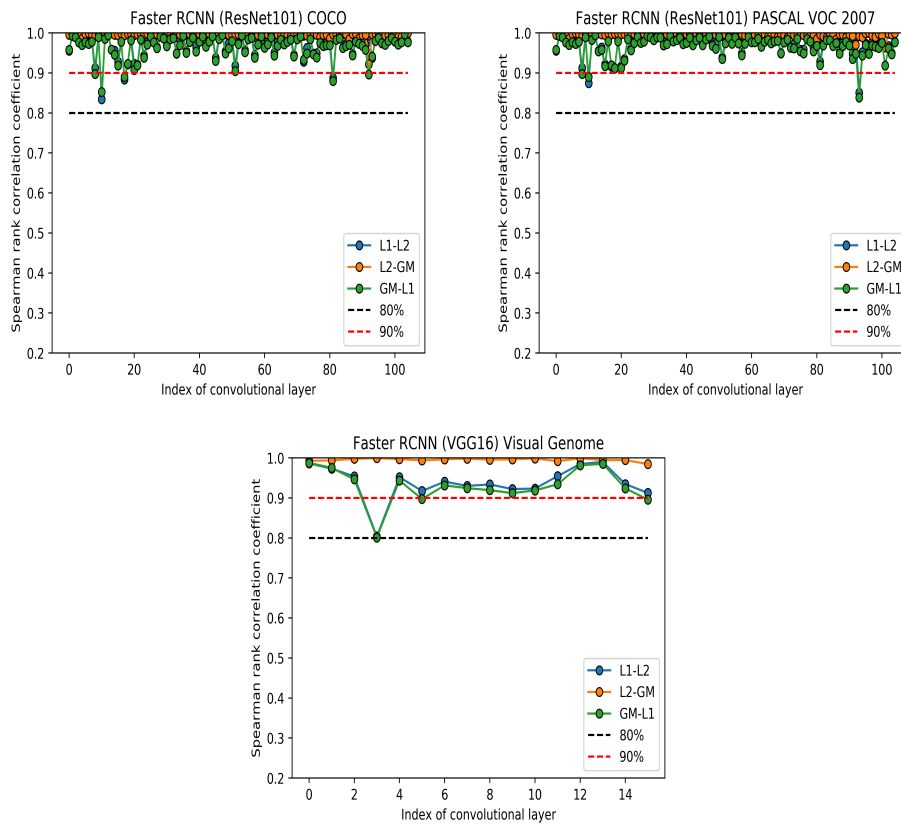 Faster RCNN (ResNet101) COCO
Spearman rank correlation coefficient
1.0
0.9
0.8
0.7
0.6
0.5
0.4
0.3
0.2
L1-L2
L2-GM
GM-L1
80%
90%
0 20 40 60 80 100
Index of convolutional layer
Faster RCNN (ResNet101) PASCAL VOC 2007
Spearman rank correlation coefficient
1.0
0.9
0.8
0.7
0.6
0.5
0.4
0.3
0.2
L1-L2
L2-GM
GM-L1
80%
90%
0 20 40 60 80 100
Index of convolutional layer
Faster RCNN (VGG16) Visual Genome
Spearman rank correlation coefficient
1.0
0.9
0.8
0.7
0.6
0.5
0.4
0.3
0.2
L1-L2
L2-GM
GM-L1
80%
90%
0 2 4 6 8 10 12 14
Index of convolutional layer